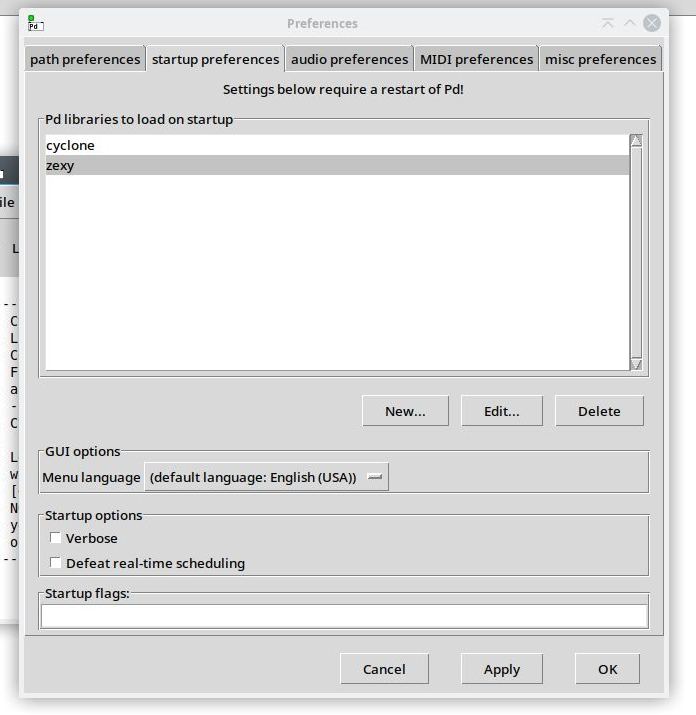 Pd
Preferences
path preferences startup preferences audio preferences MIDI preferences misc preferences
Settings below require a restart of Pd!
Pd libraries to load on startup
cyclone
zexy
New... Edit... Delete
GUI options
Menu language (default language: English (USA))
Startup options
Verbose
Defeat real-time scheduling
Startup flags:
Cancel Apply OK